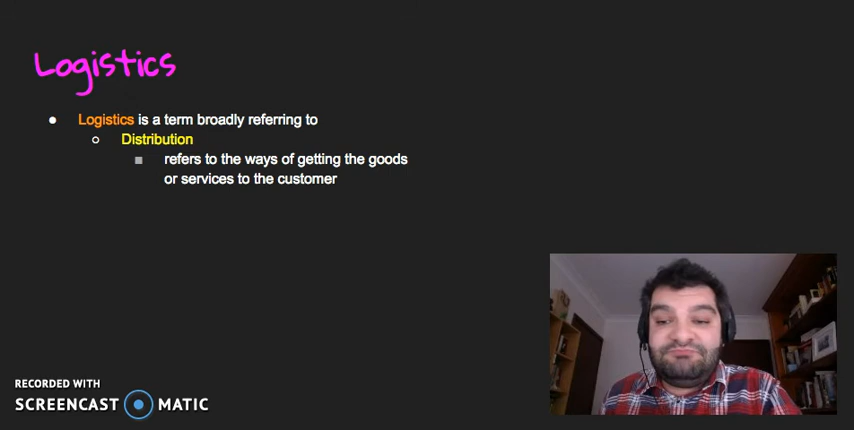 Logistics
Logistics is a term broadly referring to
Distribution
refers to the ways of getting the goods
or services to the customer
RECORDED WITH
SCREENCAST MATIC